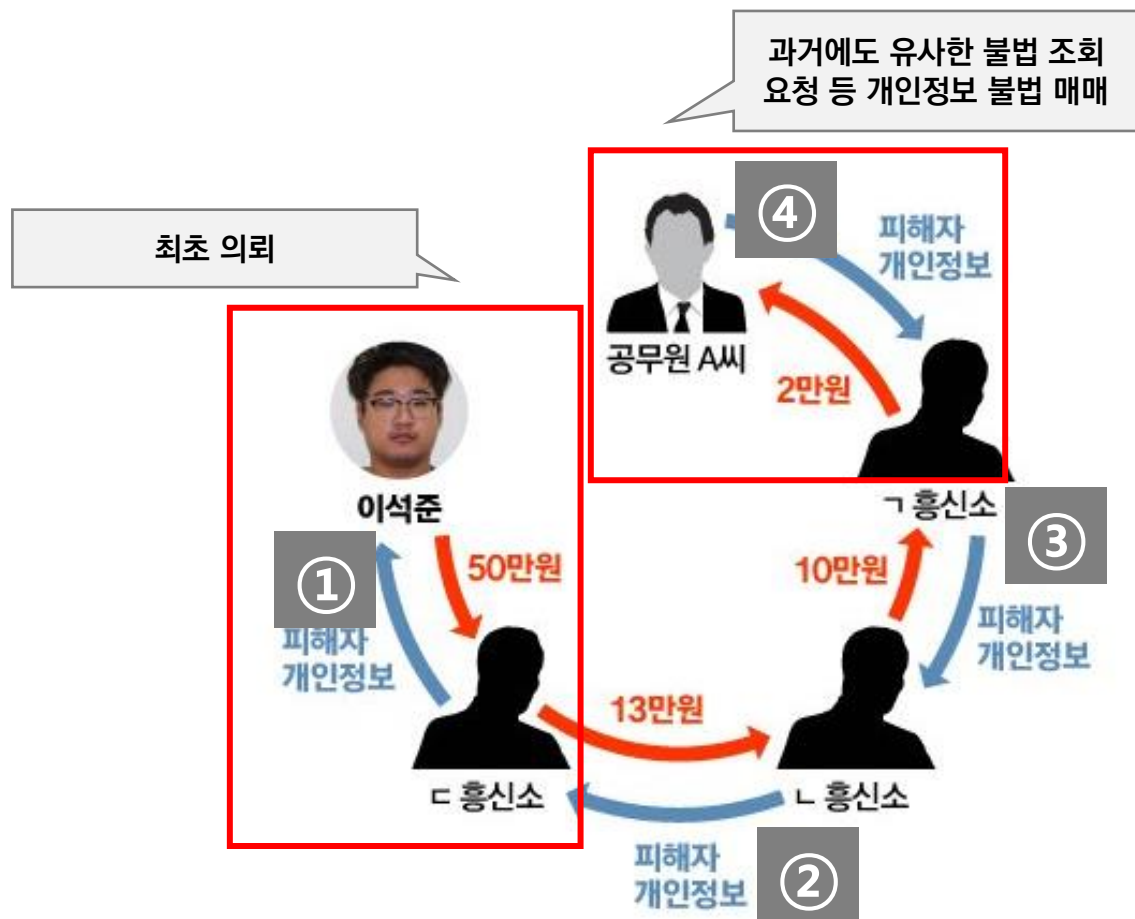 과거에도 유사한 불법 조회
요청 등 개인정보 불법 매매
최초 의뢰
④
피해자
개인정보
공무원 A씨
2만원
이석준
ㄱ 흥신소
③
①
50만원
10만원
피해자
개인정보
피해자
개인정보
13만원
ㄷ 흥신소
ㄴ 흥신소
피해자
개인정보
②